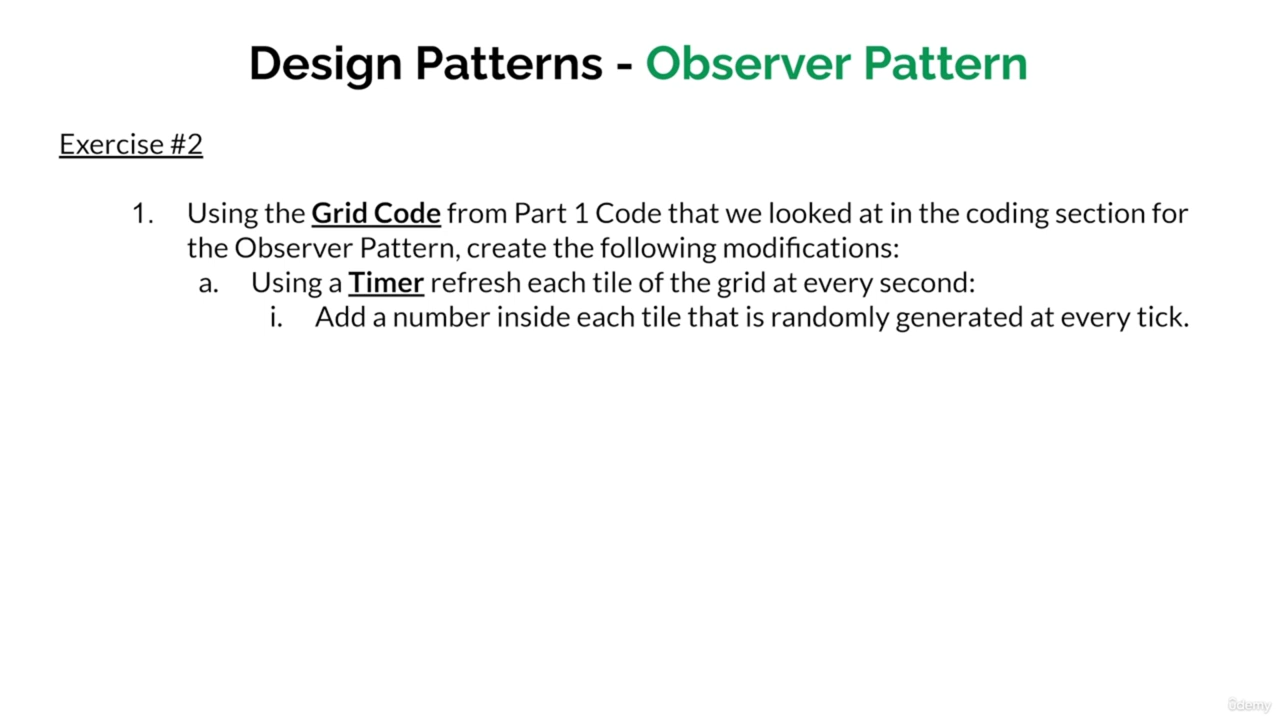 Design Patterns - Observer Pattern
Exercise #2
1. Using the Grid Code from Part 1 Code that we looked at in the coding section for
the Observer Pattern, create the following modifications:
a. Using a Timer refresh each tile of the grid at every second:
i. Add a number inside each tile that is randomly generated at every tick.
ûdemy